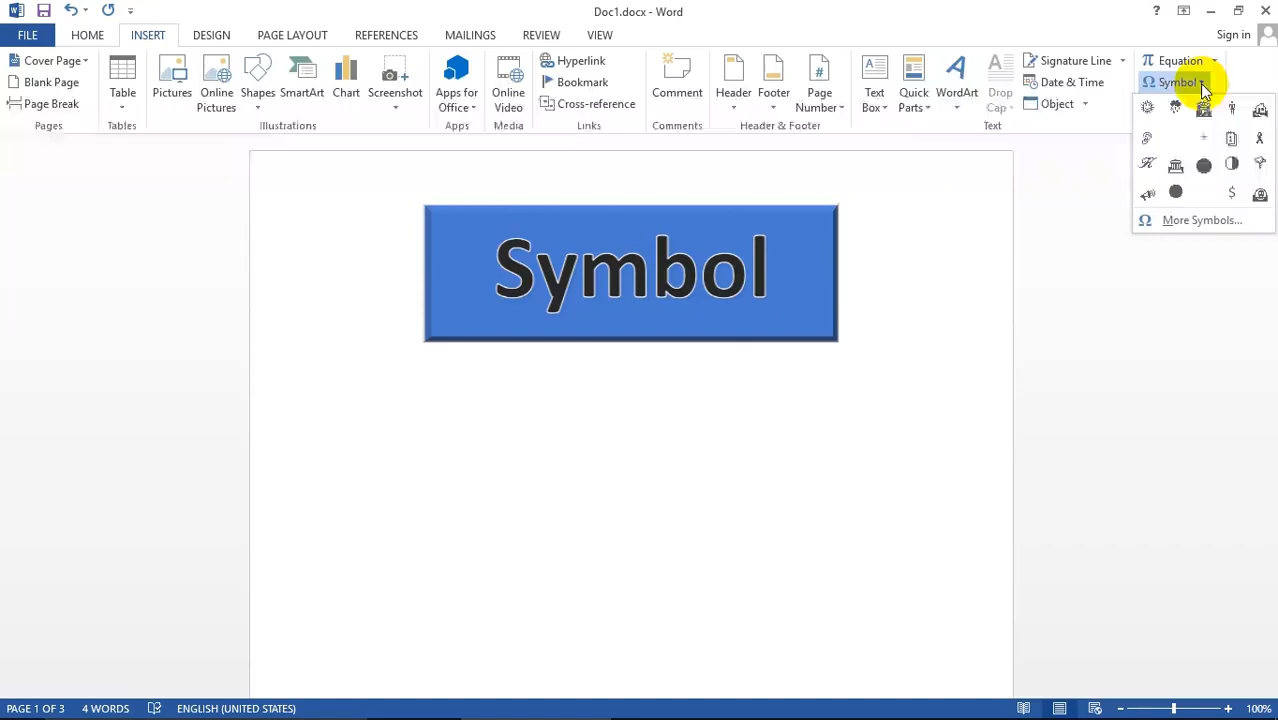 Doc1.docx - Word
Sign in
FILE HOME INSERT DESIGN PAGE LAYOUT REFERENCES MAILINGS REVIEW VIEW
Cover Page
Blank Page
Page Break
Pages
Table
Tables
Pictures
Online
Pictures
Shapes
SmartArt
Chart
Screenshot
Illustrations
Apps for
Office
Apps
Online
Video
Media
Hyperlink
Bookmark
Cross-reference
Links
Comment
Comments
Header
Footer
Page
Number
Header & Footer
Text
Box
Quick
Parts
WordArt
Drop
Cap
Signature Line
Date & Time
Object
Text
π Equation
Ω Symbol
$
Ω More Symbols...
Symbol
PAGE 1 OF 3 4 WORDS ENGLISH (UNITED STATES)
100%